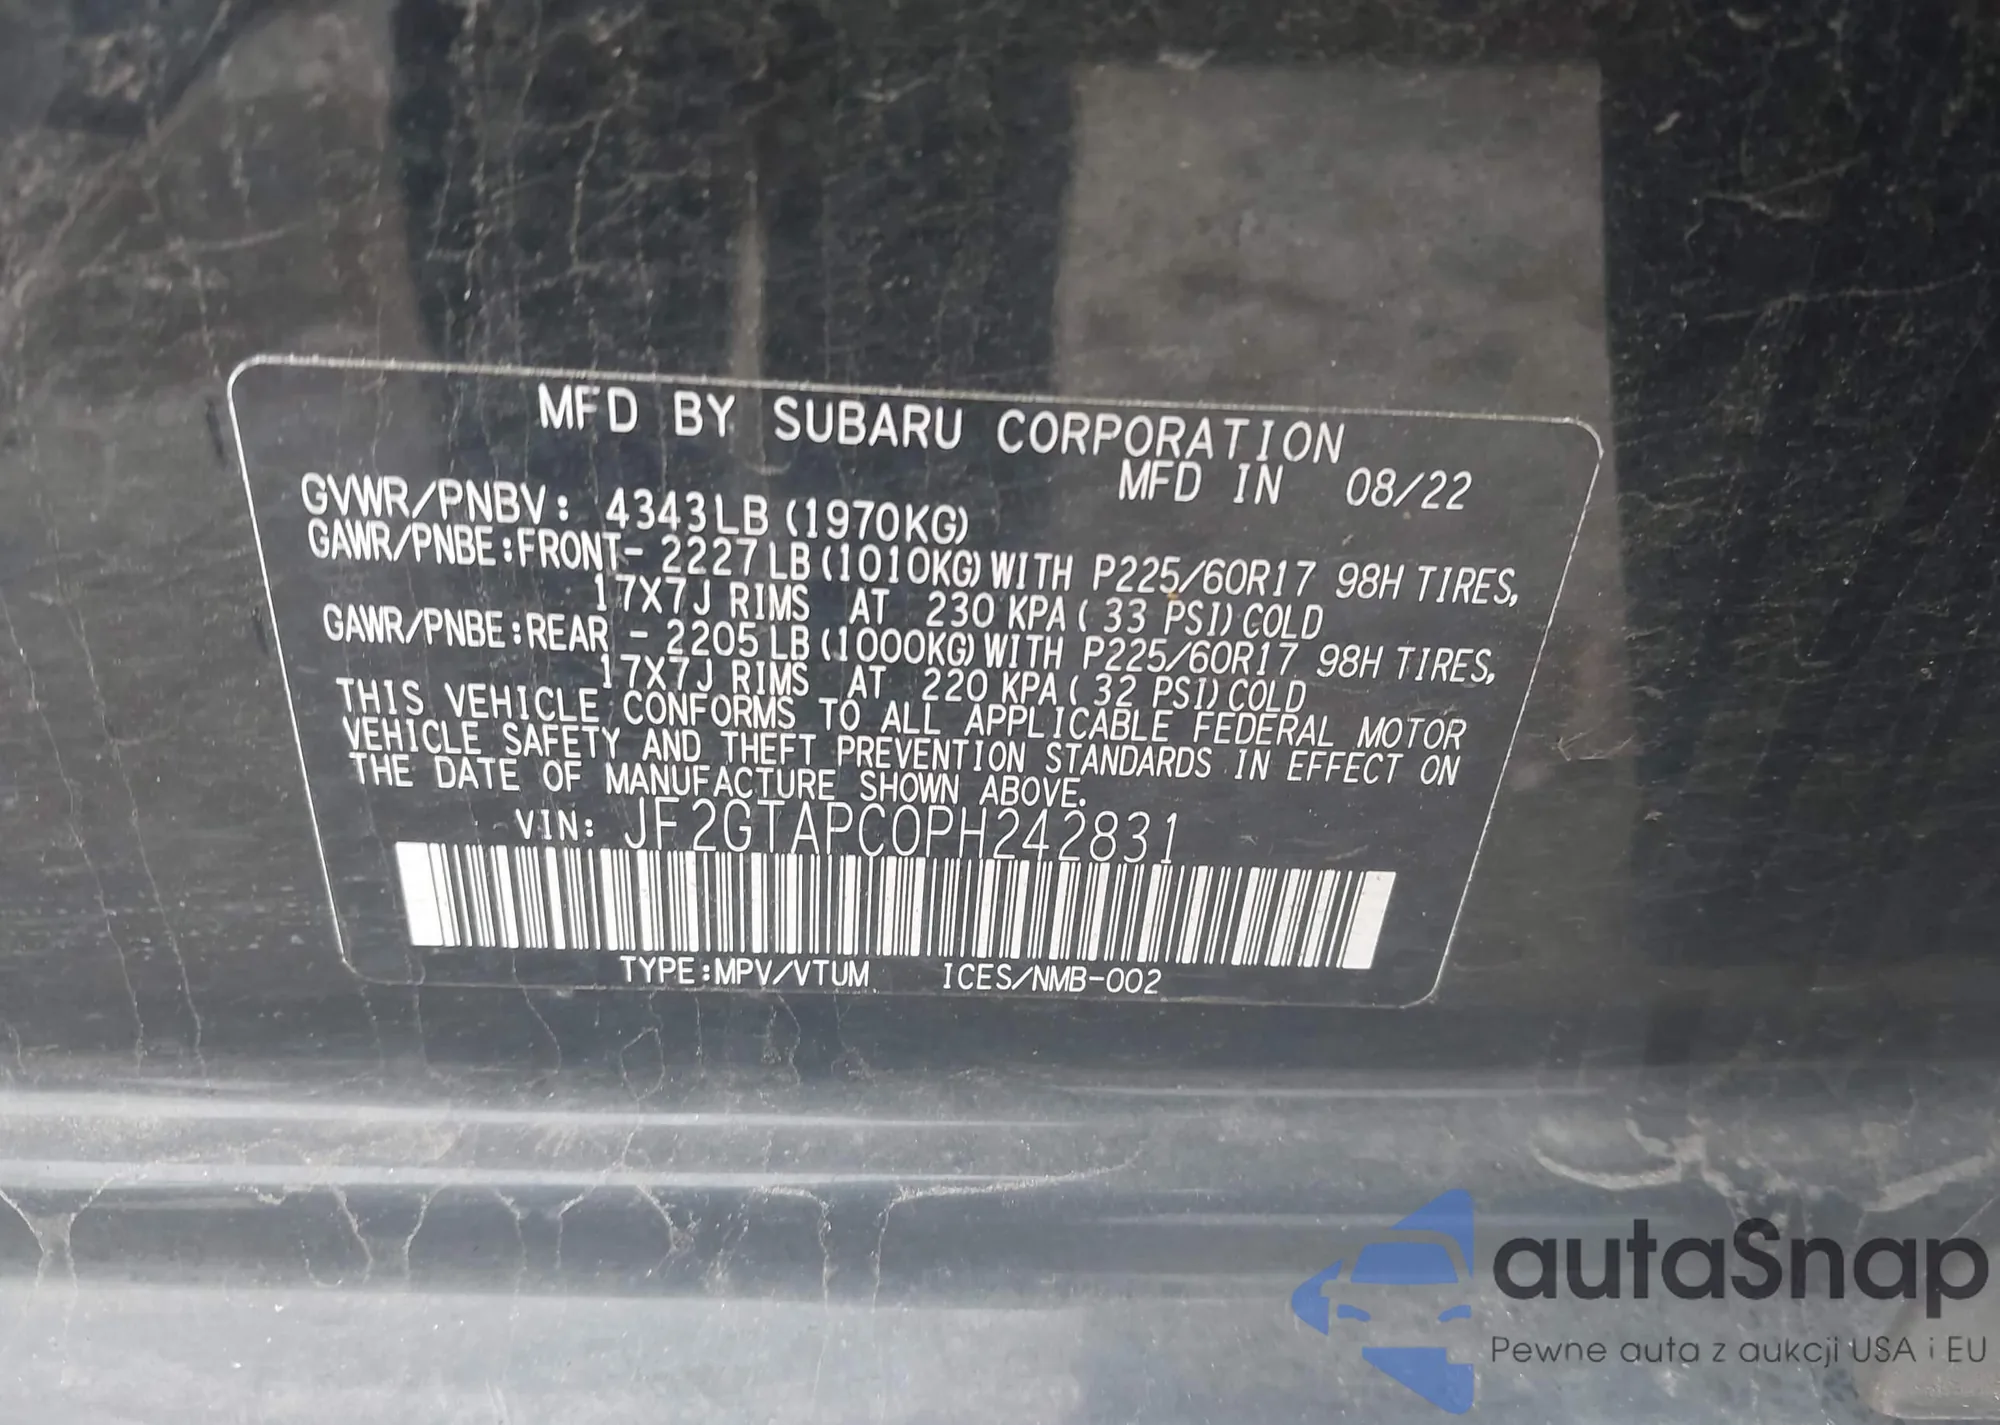 MFD BY SUBARU CORPORATION
MFD IN 08/22
GVWR/PNBV: 4343LB (1970KG)
GAWR/PNBE:FRONT- 2227LB (1010KG) WITH P225/60R17 98H TIRES,
17X7J RIMS AT 230 KPA ( 33 PSI) COLD
GAWR/PNBE:REAR - 2205LB (1000KG) WITH P225/60R17 98H TIRES,
17X7J RIMS AT 220 KPA ( 32 PSI) COLD
THIS VEHICLE CONFORMS TO ALL APPLICABLE FEDERAL MOTOR
VEHICLE SAFETY AND THEFT PREVENTION STANDARDS IN EFFECT ON
THE DATE OF MANUFACTURE SHOWN ABOVE.
VIN: JF2GTAPC0PH242831
TYPE:MPV/VTUM ICES/NMB-002
autaSnap
Pewne auta z aukcji USA i EU